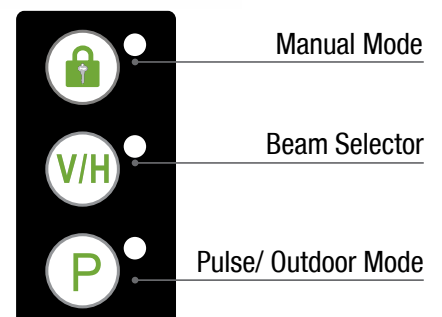 Manual Mode
V/H
Beam Selector
P
Pulse/ Outdoor Mode